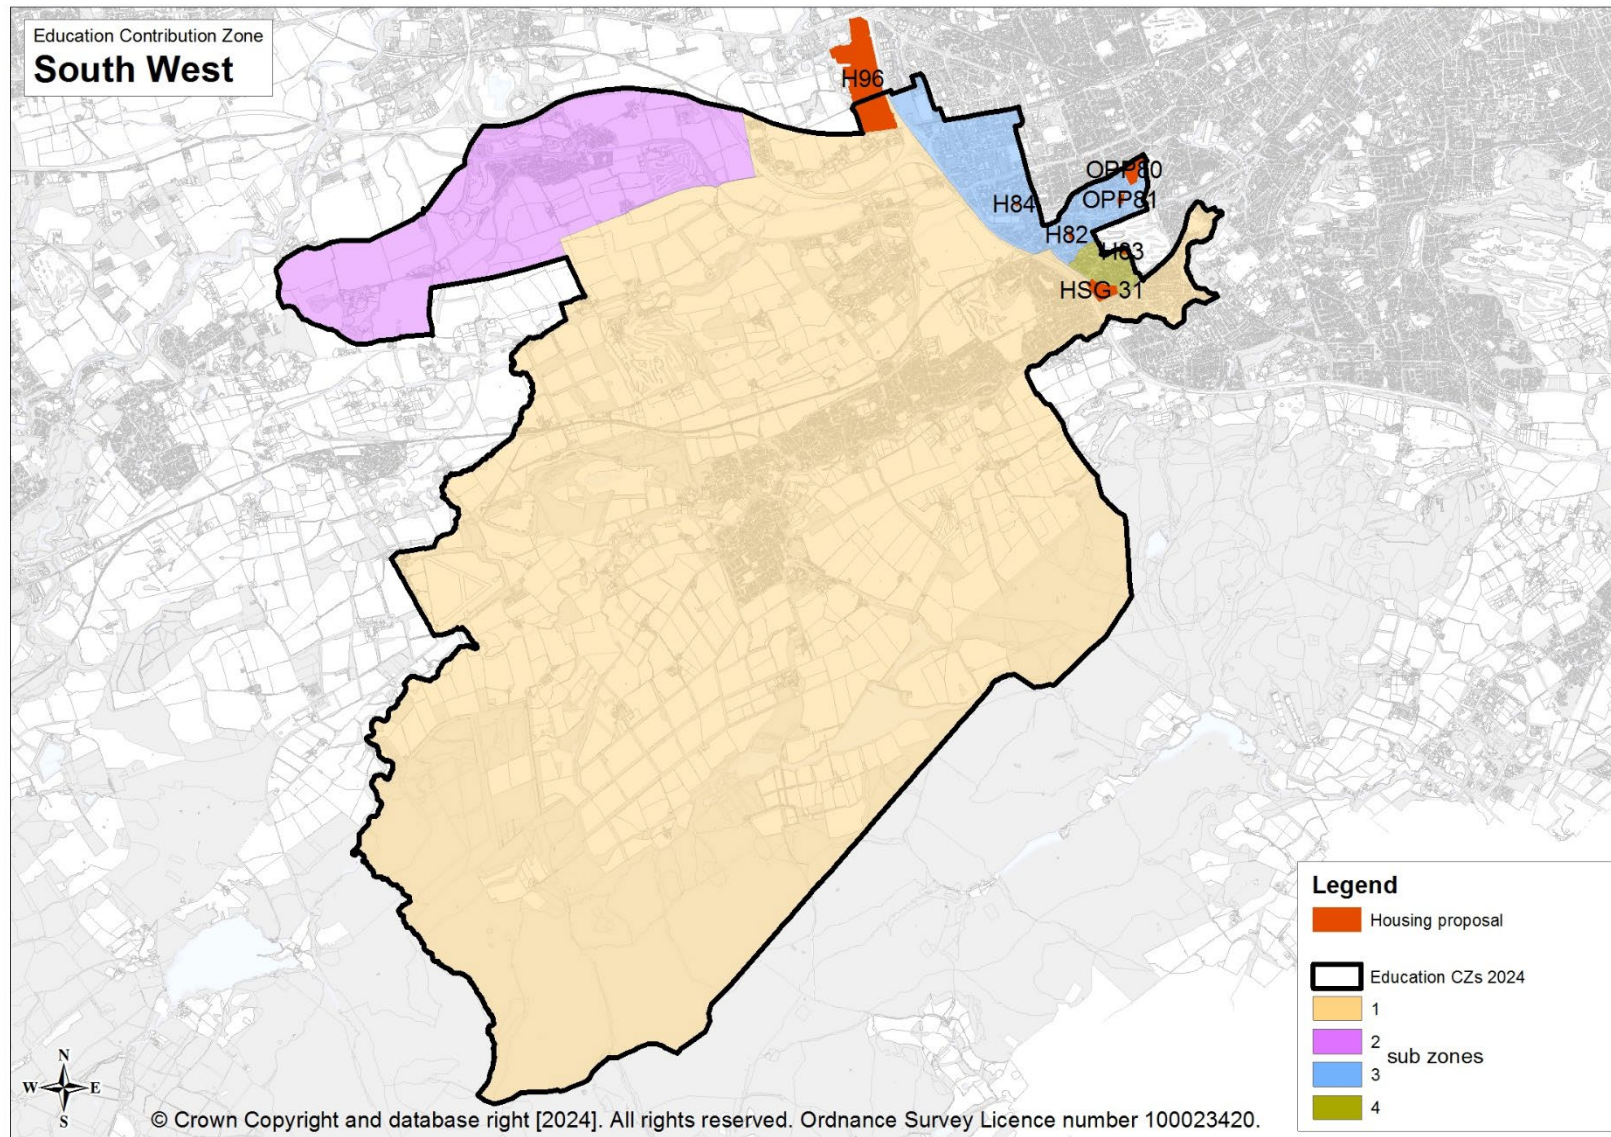 Education Contribution Zone
South West
H96
OPP80
OPP81
H84
H82
H83
HSG 31
Legend
Housing proposal
Education CZs 2024
1
2
sub zones
3
4
N
W
E
S
© Crown Copyright and database right [2024]. All rights reserved. Ordnance Survey Licence number 100023420.